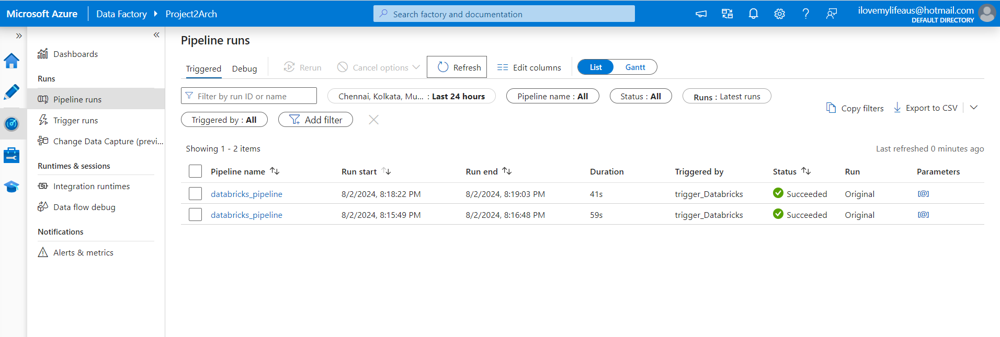 Microsoft Azure
Data Factory
Project2Arch
Search factory and documentation
ilovemylifeaus@hotmail.com
DEFAULT DIRECTORY
Dashboards
Runs
Pipeline runs
Trigger runs
Change Data Capture (previ...
Runtimes & sessions
Integration runtimes
Data flow debug
Notifications
Alerts & metrics
Pipeline runs
Triggered Debug Rerun Cancel options Refresh Edit columns List Gantt
Filter by run ID or name
Chennai, Kolkata, Mu... : Last 24 hours
Pipeline name : All
Status : All
Runs : Latest runs
Copy filters
Export to CSV
Triggered by : All
Add filter
Showing 1 - 2 items
Last refreshed 0 minutes ago
Pipeline name Run start Run end Duration Triggered by Status Run Parameters
databricks_pipeline 8/2/2024, 8:18:22 PM 8/2/2024, 8:19:03 PM 41s trigger_Databricks Succeeded Original [@]
databricks_pipeline 8/2/2024, 8:15:49 PM 8/2/2024, 8:16:48 PM 59s trigger_Databricks Succeeded Original [@]